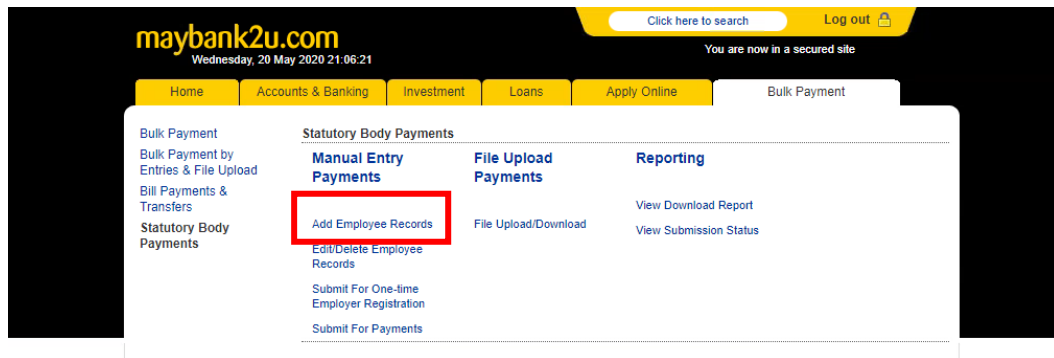 maybank2u.com
Wednesday, 20 May 2020 21:06:21
Click here to search
Log out
You are now in a secured site
Home
Accounts & Banking
Investment
Loans
Apply Online
Bulk Payment
Bulk Payment
Bulk Payment by
Entries & File Upload
Bill Payments &
Transfers
Statutory Body
Payments
Statutory Body Payments
Manual Entry
Payments
Add Employee Records
Edit/Delete Employee
Records
Submit For One-time
Employer Registration
Submit For Payments
File Upload
Payments
File Upload/Download
Reporting
View Download Report
View Submission Status